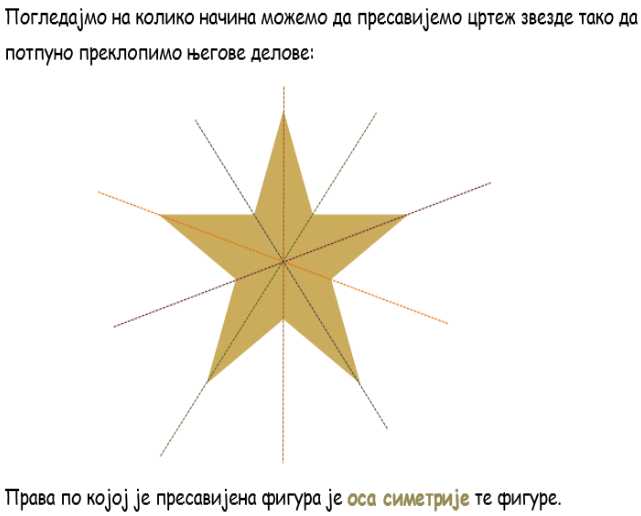 Погледајмо на колико начина можемо да пресавијемо цртеж звезде тако да
потпуно преклопимо његове делове:
Права по којој је пресавијена фигура је оса симетрије те фигуре.